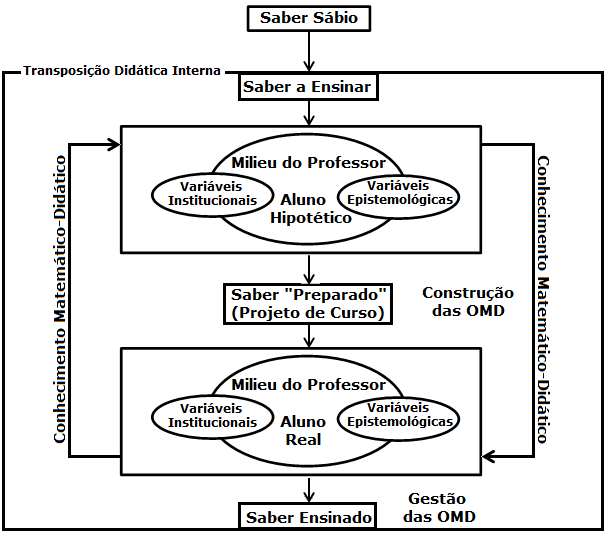 Saber Sábio
Transposição Didática Interna
Saber a Ensinar
Milieu do Professor
Variáveis
Institucionais
Aluno
Hipotético
Variáveis
Epistemológicas
Conhecimento Matemático-Didático
Conhecimento Matemático-Didático
Saber "Preparado"
(Projeto de Curso)
Construção
das OMD
Milieu do Professor
Variáveis
Institucionais
Aluno
Real
Variáveis
Epistemológicas
Saber Ensinado
Gestão
das OMD